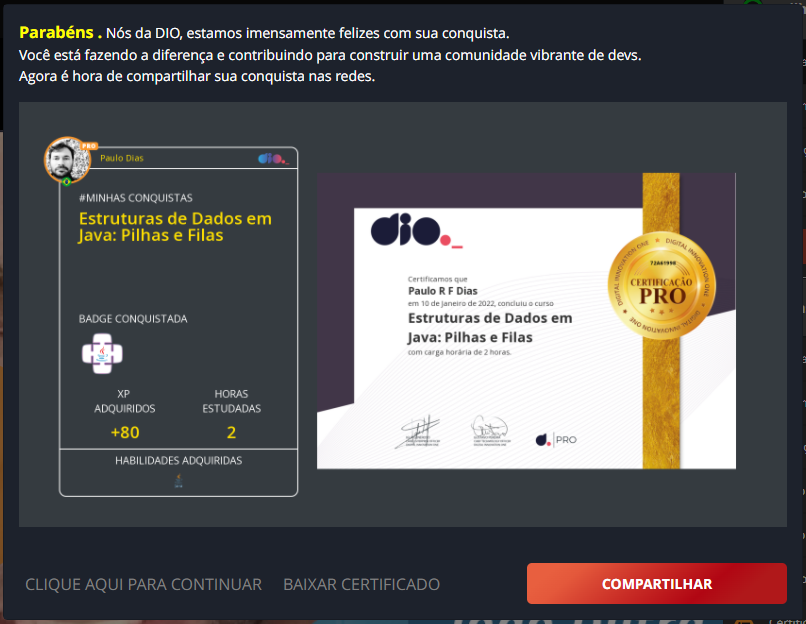 Parabéns . Nós da DIO, estamos imensamente felizes com sua conquista.
Você está fazendo a diferença e contribuindo para construir uma comunidade vibrante de devs.
Agora é hora de compartilhar sua conquista nas redes.
PRO
Paulo Dias
dio._
#MINHAS CONQUISTAS
Estruturas de Dados em
Java: Pilhas e Filas
BADGE CONQUISTADA
XP
ADQUIRIDOS
+80
HORAS
ESTUDADAS
2
HABILIDADES ADQUIRIDAS
dio._
Certificamos que
Paulo R F Dias
em 10 de janeiro de 2022, concluiu o curso
Estruturas de Dados em
Java: Pilhas e Filas
com carga horária de 2 horas.
d. | PRO
DIGITAL INNOVATION ONE
DIGITAL INNOVATION ONE
72A61998
CERTIFICAÇÃO
PRO
CLIQUE AQUI PARA CONTINUAR
BAIXAR CERTIFICADO
COMPARTILHAR